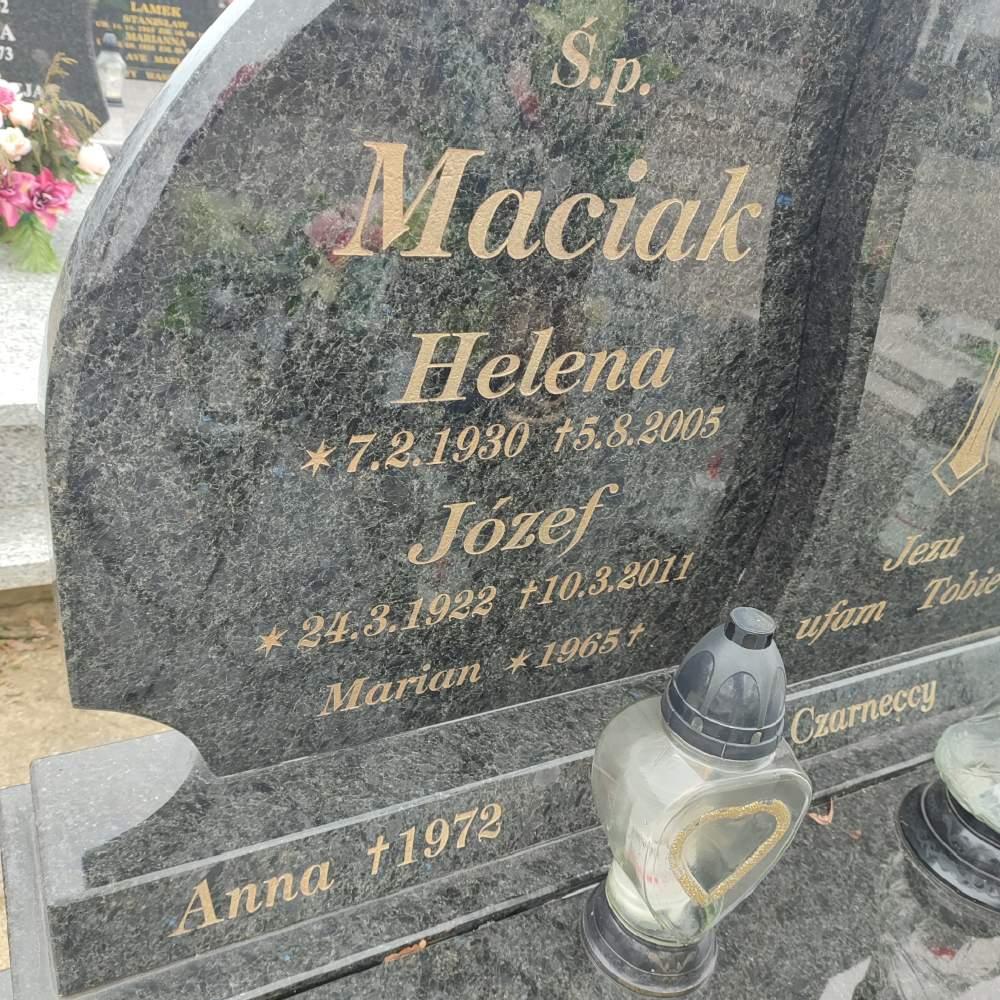 LAMEK
STANISŁAW
MARIANNA
Ś.p.
Maciak
Helena
✶ 7.2.1930 †5.8.2005
Józef
✶ 24.3.1922 †10.3.2011
Marian ✶1965†
Jezu
ufam
Czarneccy
Anna †1972